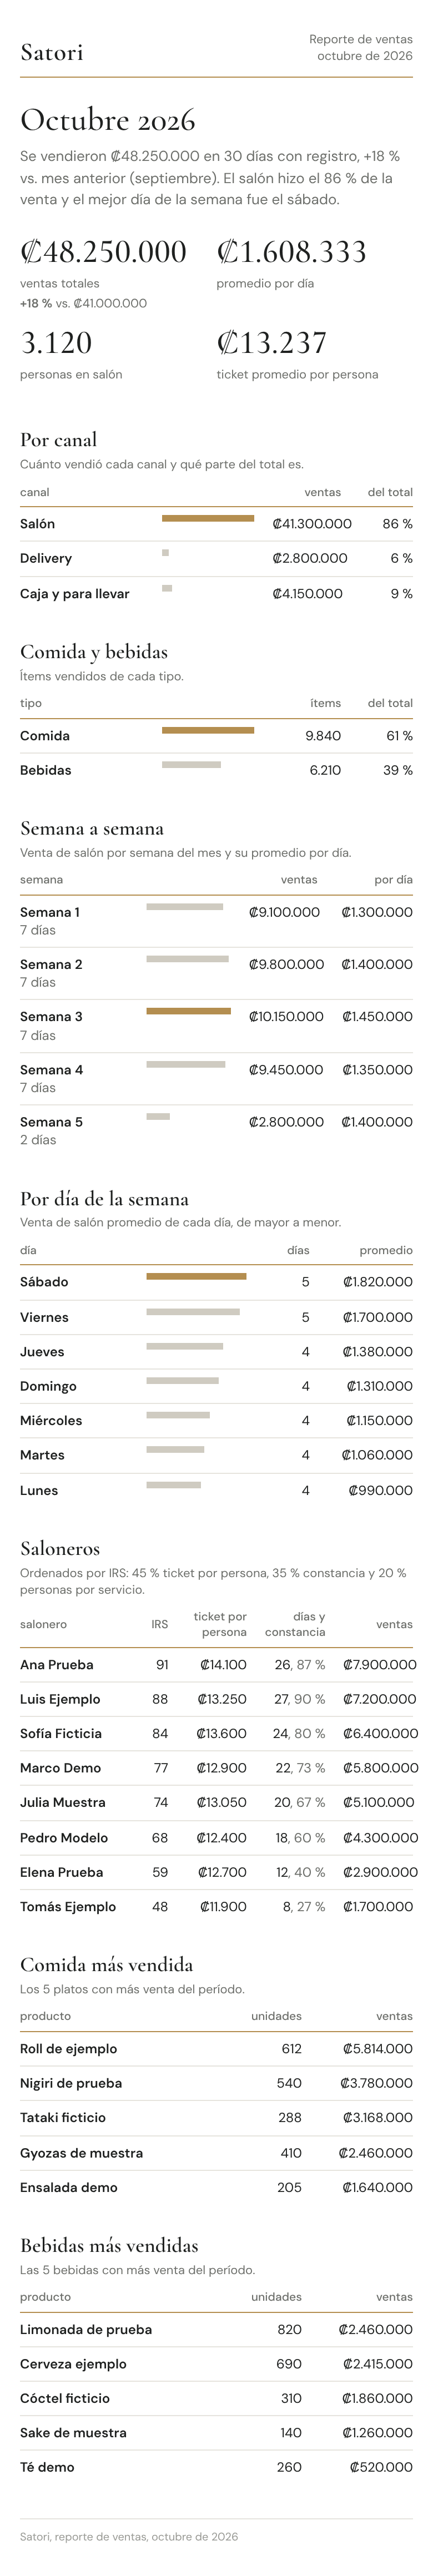 Satori
Reporte de ventas
octubre de 2026
Octubre 2026
Se vendieron ₡48.250.000 en 30 días con registro, +18 %
vs. mes anterior (septiembre). El salón hizo el 86 % de la
venta y el mejor día de la semana fue el sábado.
₡48.250.000 ₡1.608.333
ventas totales promedio por día
+18 % vs. ₡41.000.000
3.120 ₡13.237
personas en salón ticket promedio por persona
Por canal
Cuánto vendió cada canal y qué parte del total es.
canal ventas del total
Salón ₡41.300.000 86 %
Delivery ₡2.800.000 6 %
Caja y para llevar ₡4.150.000 9 %
Comida y bebidas
Ítems vendidos de cada tipo.
tipo ítems del total
Comida 9.840 61 %
Bebidas 6.210 39 %
Semana a semana
Venta de salón por semana del mes y su promedio por día.
semana ventas por día
Semana 1 ₡9.100.000 ₡1.300.000
7 días
Semana 2 ₡9.800.000 ₡1.400.000
7 días
Semana 3 ₡10.150.000 ₡1.450.000
7 días
Semana 4 ₡9.450.000 ₡1.350.000
7 días
Semana 5 ₡2.800.000 ₡1.400.000
2 días
Por día de la semana
Venta de salón promedio de cada día, de mayor a menor.
día días promedio
Sábado 5 ₡1.820.000
Viernes 5 ₡1.700.000
Jueves 4 ₡1.380.000
Domingo 4 ₡1.310.000
Miércoles 4 ₡1.150.000
Martes 4 ₡1.060.000
Lunes 4 ₡990.000
Saloneros
Ordenados por IRS: 45 % ticket por persona, 35 % constancia y 20 %
personas por servicio.
salonero IRS ticket por persona días y constancia ventas
Ana Prueba 91 ₡14.100 26, 87 % ₡7.900.000
Luis Ejemplo 88 ₡13.250 27, 90 % ₡7.200.000
Sofía Ficticia 84 ₡13.600 24, 80 % ₡6.400.000
Marco Demo 77 ₡12.900 22, 73 % ₡5.800.000
Julia Muestra 74 ₡13.050 20, 67 % ₡5.100.000
Pedro Modelo 68 ₡12.400 18, 60 % ₡4.300.000
Elena Prueba 59 ₡12.700 12, 40 % ₡2.900.000
Tomás Ejemplo 48 ₡11.900 8, 27 % ₡1.700.000
Comida más vendida
Los 5 platos con más venta del período.
producto unidades ventas
Roll de ejemplo 612 ₡5.814.000
Nigiri de prueba 540 ₡3.780.000
Tataki ficticio 288 ₡3.168.000
Gyozas de muestra 410 ₡2.460.000
Ensalada demo 205 ₡1.640.000
Bebidas más vendidas
Las 5 bebidas con más venta del período.
producto unidades ventas
Limonada de prueba 820 ₡2.460.000
Cerveza ejemplo 690 ₡2.415.000
Cóctel ficticio 310 ₡1.860.000
Sake de muestra 140 ₡1.260.000
Té demo 260 ₡520.000
Satori, reporte de ventas, octubre de 2026